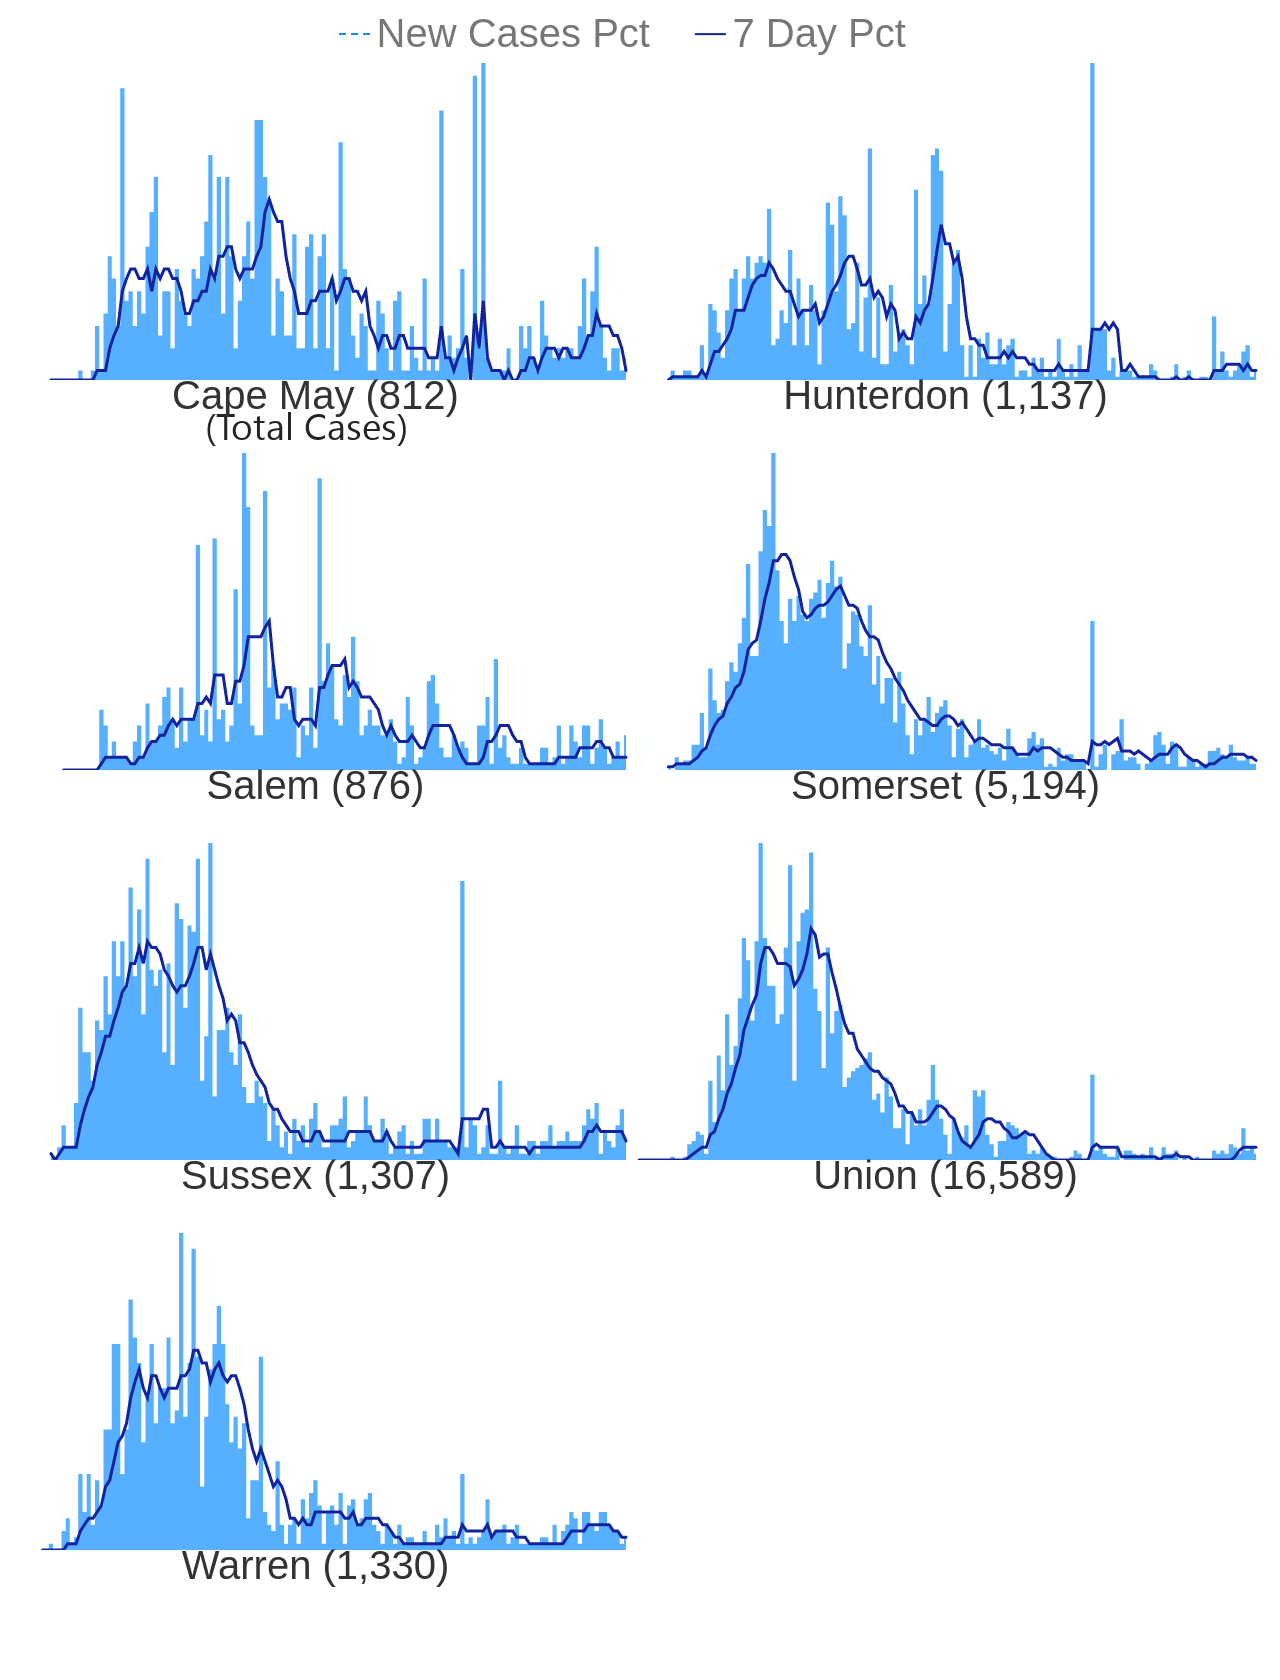 New Cases Pct 7 Day Pct
Cape May (812) Hunterdon (1,137)
(Total Cases)
Salem (876) Somerset (5,194)
Sussex (1,307) Union (16,589)
Warren (1,330)